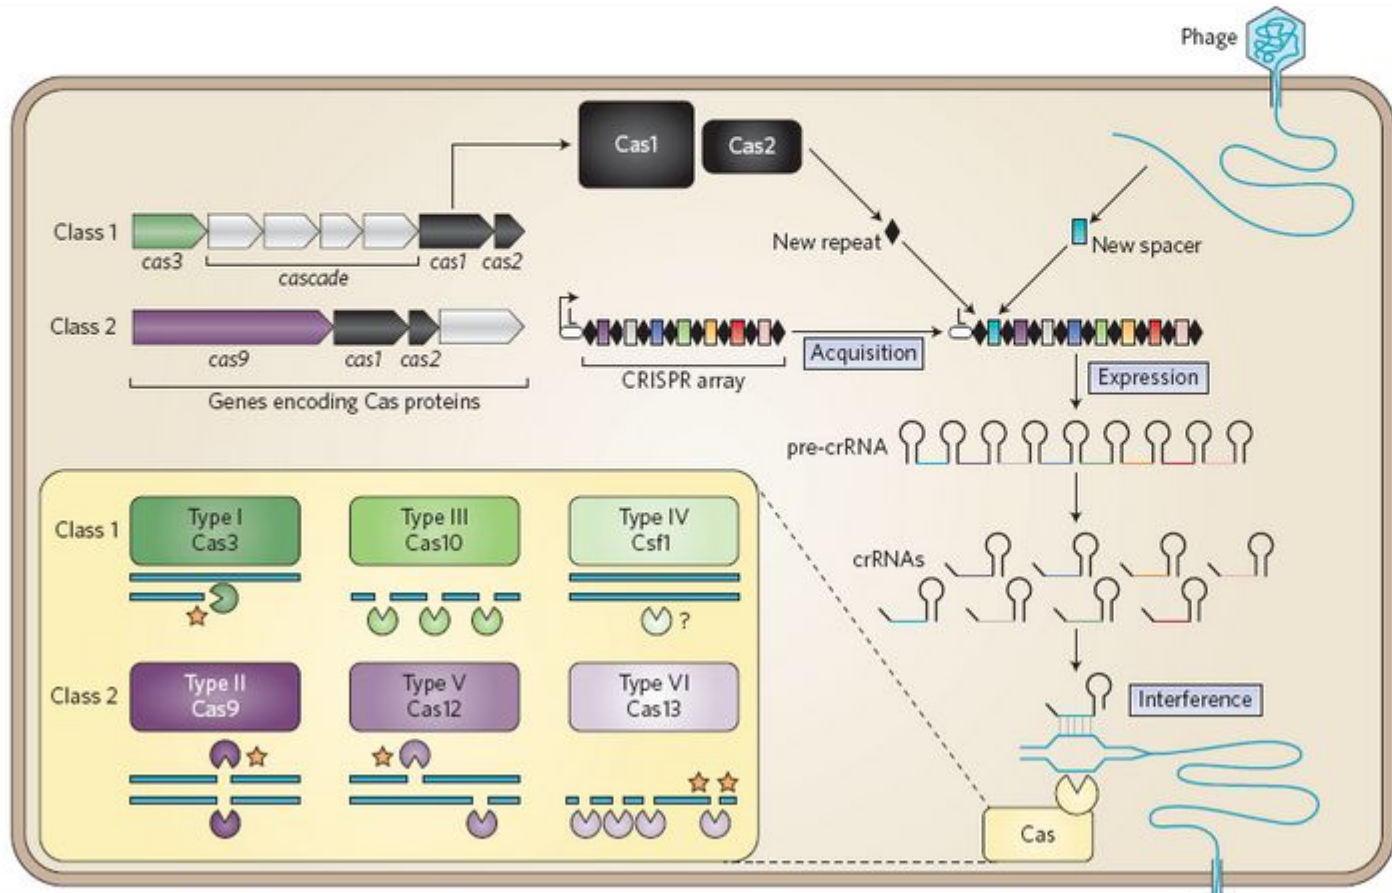 Phage
Cas1
Cas2
Class 1
cas3
cascade
cas1
cas2
New repeat
New spacer
Class 2
cas9
cas1
cas2
Genes encoding Cas proteins
L
CRISPR array
Acquisition
L
Expression
pre-crRNA
crRNAs
Interference
Cas
Class 1
Type I
Cas3
Type III
Cas10
Type IV
Csf1
?
Class 2
Type II
Cas9
Type V
Cas12
Type VI
Cas13